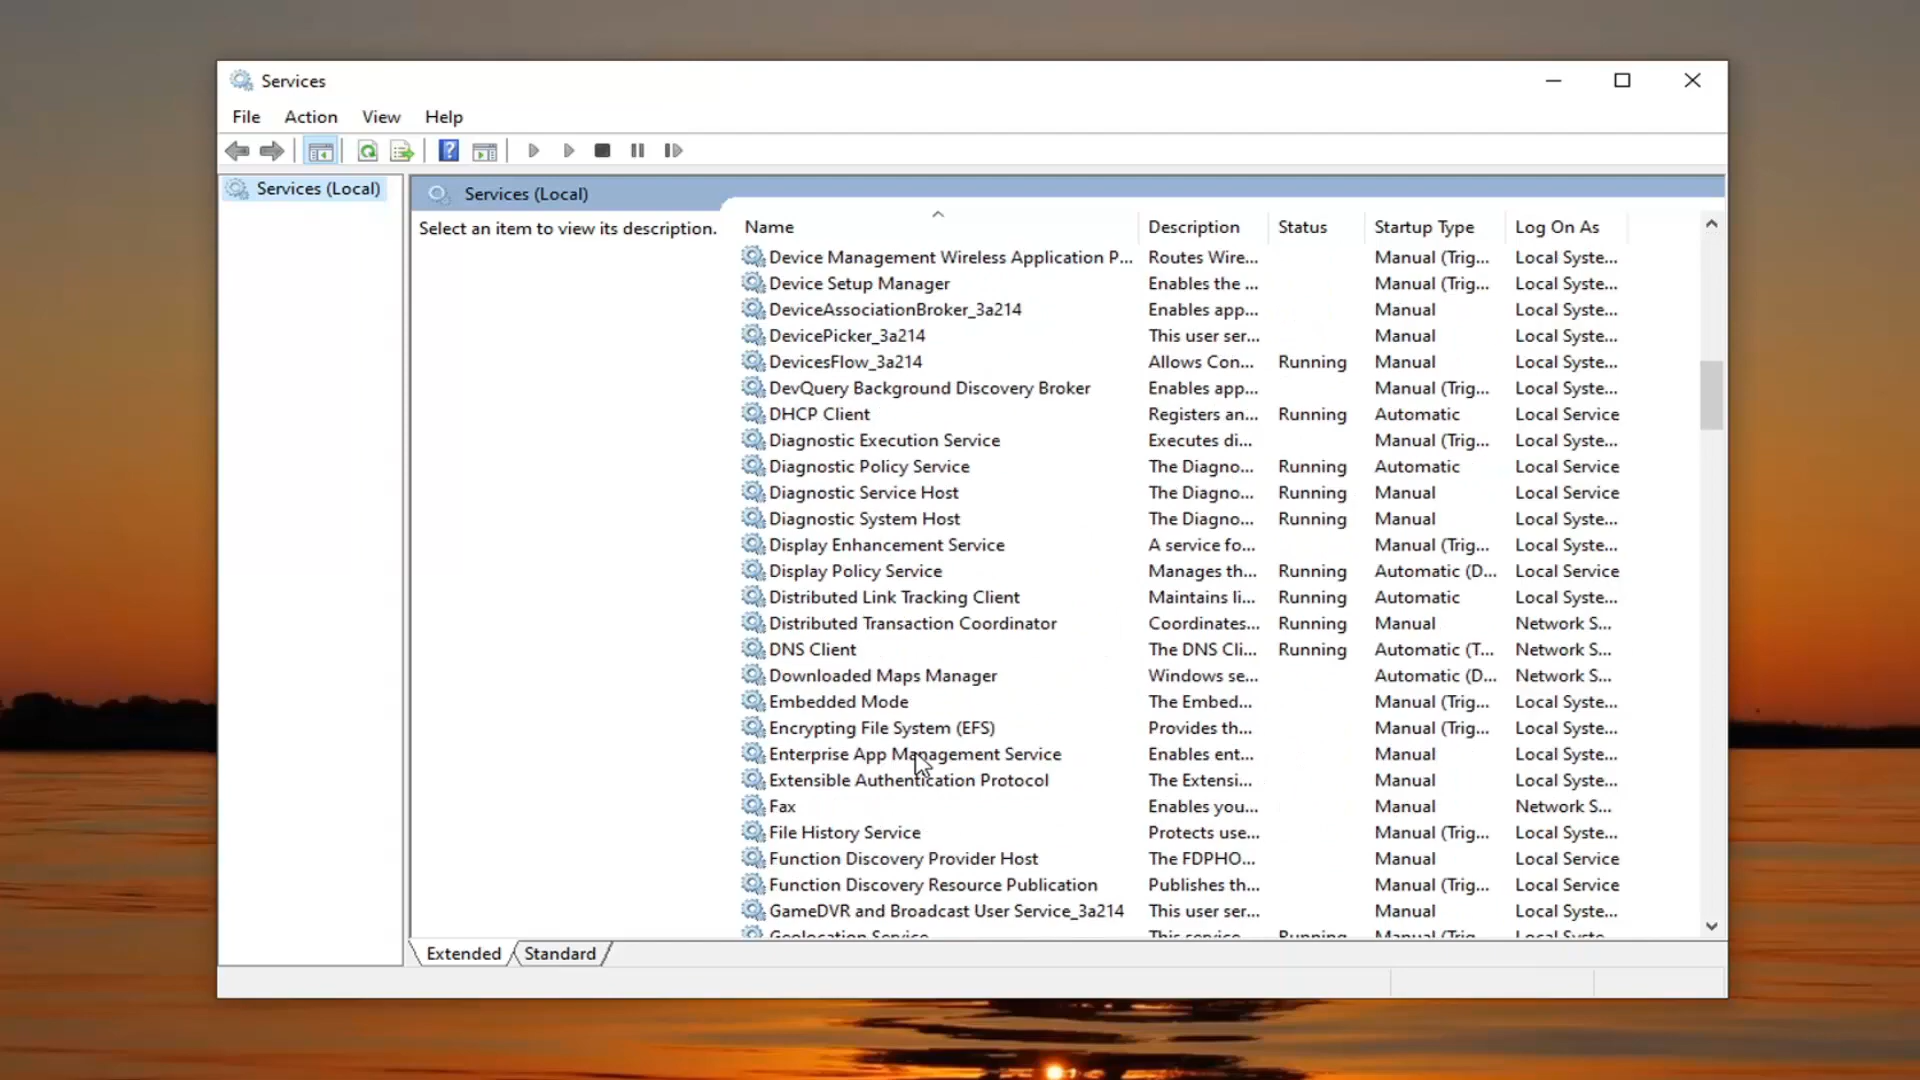 Services
File Action View Help
Services (Local)
Services (Local)
Select an item to view its description.
Name Description Status Startup Type Log On As
Device Management Wireless Application P... Routes Wire... Manual (Trig... Local Syste...
Device Setup Manager Enables the ... Manual (Trig... Local Syste...
DeviceAssociationBroker_3a214 Enables app... Manual Local Syste...
DevicePicker_3a214 This user ser... Manual Local Syste...
DevicesFlow_3a214 Allows Con... Running Manual Local Syste...
DevQuery Background Discovery Broker Enables app... Manual (Trig... Local Syste...
DHCP Client Registers an... Running Automatic Local Service
Diagnostic Execution Service Executes di... Manual (Trig... Local Syste...
Diagnostic Policy Service The Diagno... Running Automatic Local Service
Diagnostic Service Host The Diagno... Running Manual Local Service
Diagnostic System Host The Diagno... Running Manual Local Syste...
Display Enhancement Service A service fo... Manual (Trig... Local Syste...
Display Policy Service Manages th... Running Automatic (D... Local Service
Distributed Link Tracking Client Maintains li... Running Automatic Local Syste...
Distributed Transaction Coordinator Coordinates... Running Manual Network S...
DNS Client The DNS Cli... Running Automatic (T... Network S...
Downloaded Maps Manager Windows se... Automatic (D... Network S...
Embedded Mode The Embed... Manual (Trig... Local Syste...
Encrypting File System (EFS) Provides th... Manual (Trig... Local Syste...
Enterprise App Management Service Enables ent... Manual Local Syste...
Extensible Authentication Protocol The Extensi... Manual Local Syste...
Fax Enables you... Manual Network S...
File History Service Protects use... Manual (Trig... Local Syste...
Function Discovery Provider Host The FDPHO... Manual Local Service
Function Discovery Resource Publication Publishes th... Manual (Trig... Local Service
GameDVR and Broadcast User Service_3a214 This user ser... Manual Local Syste...
Geolocation Service This service Running Manual (Trig... Local Syste...
Extended Standard